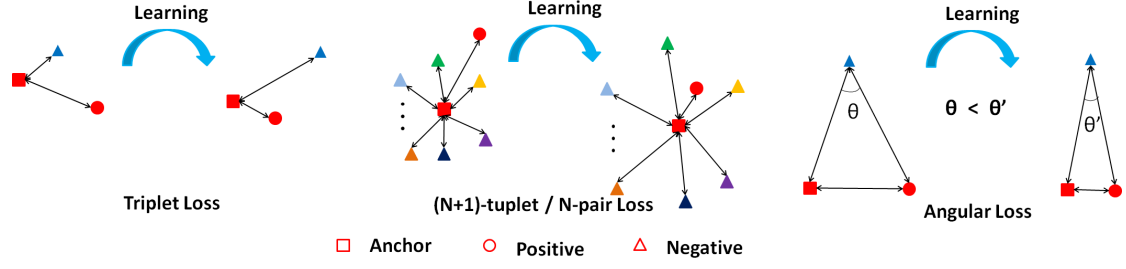 Learning
Learning
Learning
θ
θ < θ’
θ’
Triplet Loss
(N+1)-tuplet / N-pair Loss
Angular Loss
Anchor
Positive
Negative